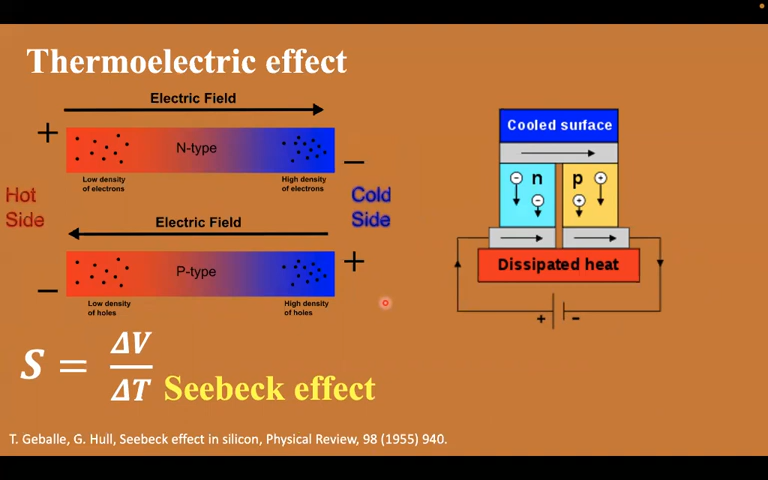 Thermoelectric effect
Electric Field
+
N-type
−
Low density
of electrons
High density
of electrons
Hot
Side
Cold
Side
Electric Field
−
P-type
+
Low density
of holes
High density
of holes
S = ΔV
ΔT
Seebeck effect
Cooled surface
n p
Dissipated heat
+ −
T. Geballe, G. Hull, Seebeck effect in silicon, Physical Review, 98 (1955) 940.